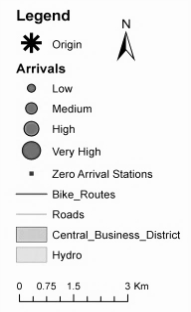 Legend
N
Origin
Arrivals
Low
Medium
High
Very High
Zero Arrival Stations
Bike_Routes
Roads
Central_Business_District
Hydro
0 0.75 1.5 3 Km